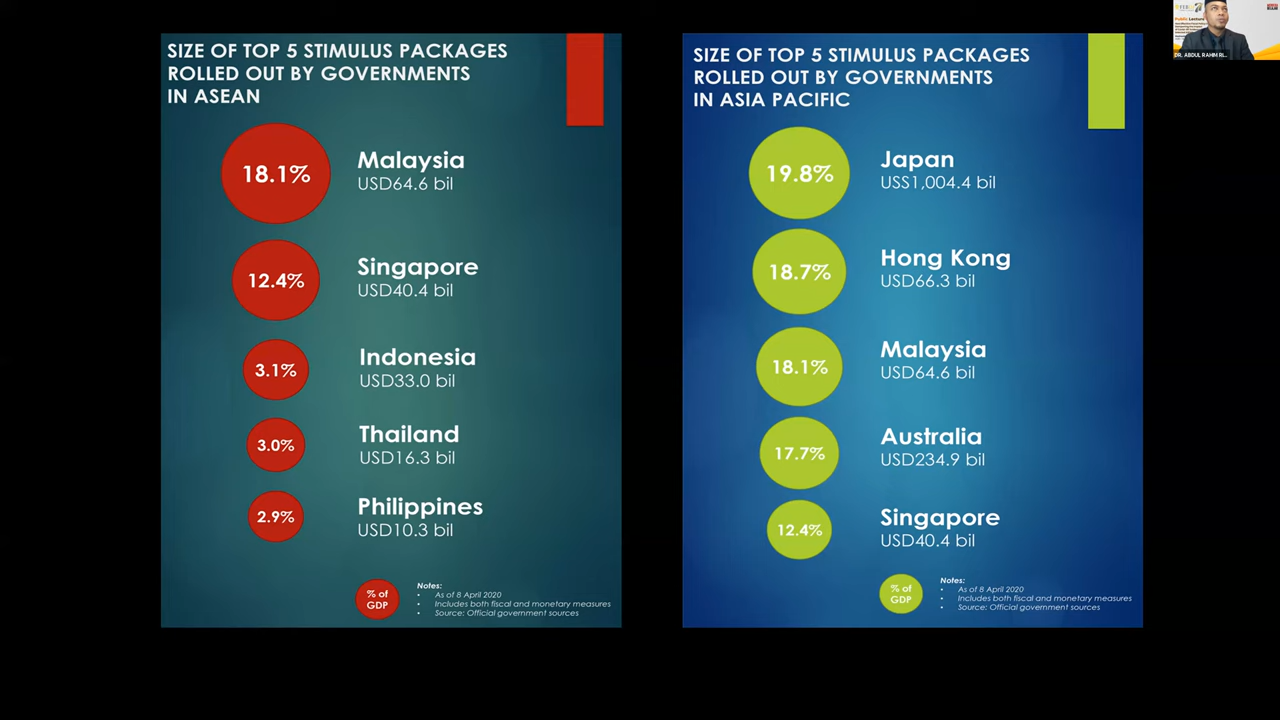 SIZE OF TOP 5 STIMULUS PACKAGES
ROLLED OUT BY GOVERNMENTS
IN ASEAN
18.1%
Malaysia
USD64.6 bil
12.4%
Singapore
USD40.4 bil
3.1%
Indonesia
USD33.0 bil
3.0%
Thailand
USD16.3 bil
2.9%
Philippines
USD10.3 bil
% of
GDP
Notes:
• As of 8 April 2020
• Includes both fiscal and monetary measures
• Source: Official government sources
SIZE OF TOP 5 STIMULUS PACKAGES
ROLLED OUT BY GOVERNMENTS
IN ASIA PACIFIC
19.8%
Japan
USS1,004.4 bil
18.7%
Hong Kong
USD66.3 bil
18.1%
Malaysia
USD64.6 bil
17.7%
Australia
USD234.9 bil
12.4%
Singapore
USD40.4 bil
% of
GDP
Notes:
• As of 8 April 2020
• Includes both fiscal and monetary measures
• Source: Official government sources
Public Lecture
DR. ABDUL RAHIM RI...